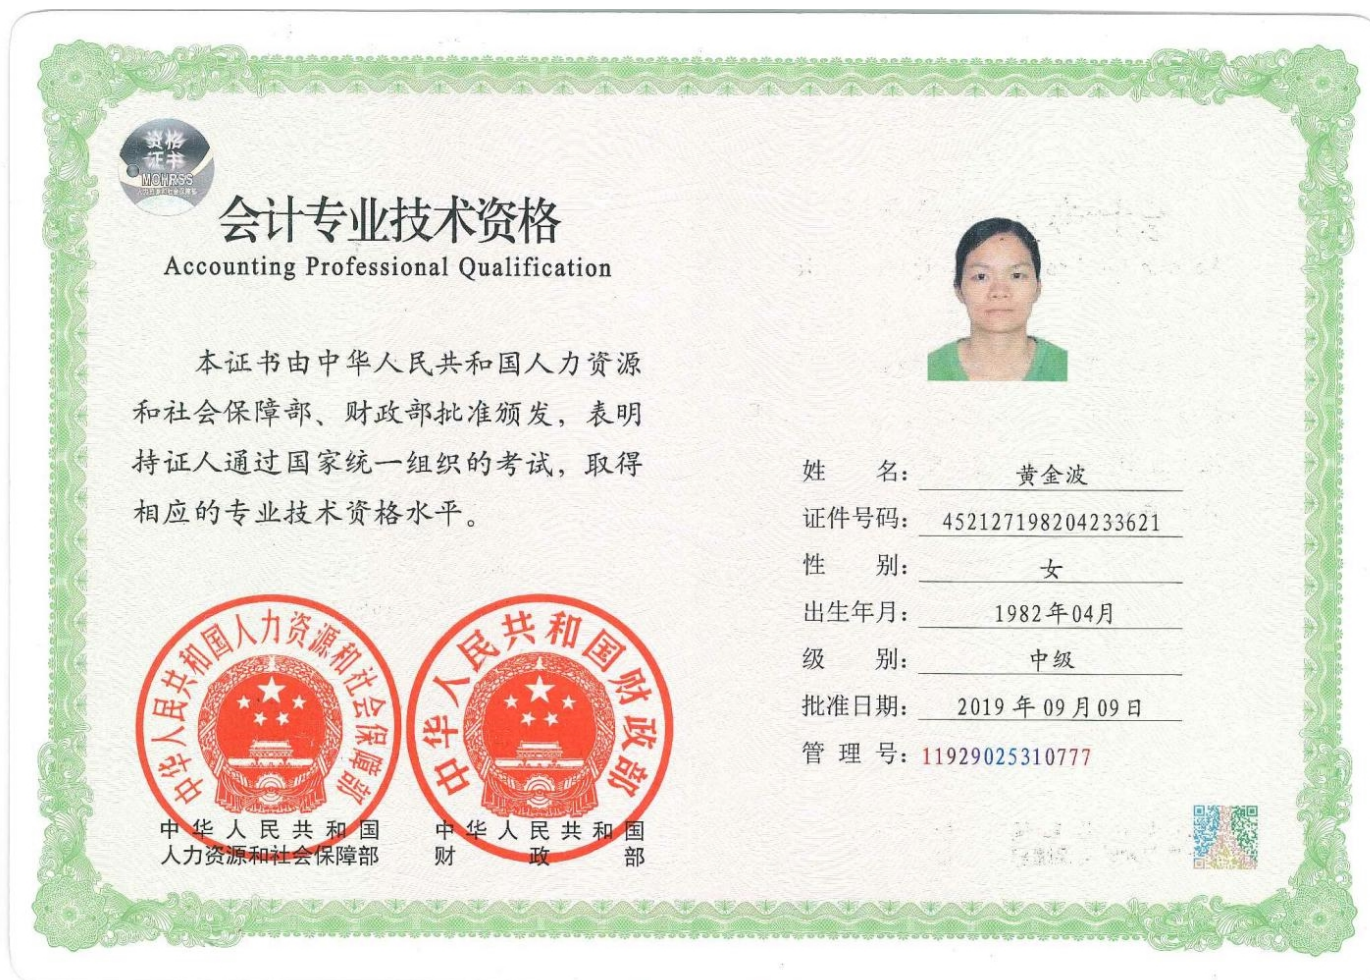 资格
证书
MOHRSS
会计专业技术资格
Accounting Professional Qualification
本证书由中华人民共和国人力资源
和社会保障部、财政部批准颁发，表明
持证人通过国家统一组织的考试，取得
相应的专业技术资格水平。
中华人民共和国人力资源和社会保障部
中华人民共和国财政部
中华人民共和国
人力资源和社会保障部
中华人民共和国
财政部
姓名：黄金波
证件号码：452127198204233621
性别：女
出生年月：1982年04月
级别：中级
批准日期：2019年09月09日
管理号：11929025310777